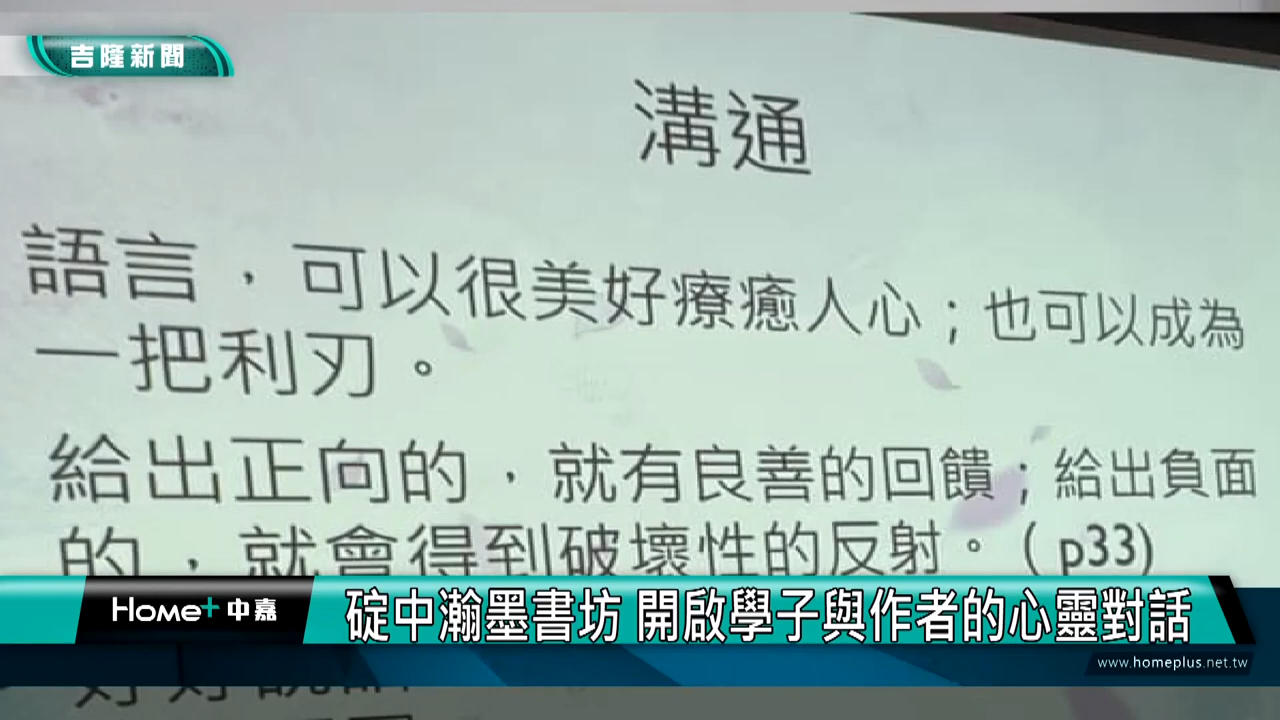 吉隆新聞
溝通
語言，可以很美好療癒人心；也可以成為
一把利刃。
給出正向的，就有良善的回饋；給出負面
的，就會得到破壞性的反射。(p33)
Home+中嘉
碇中瀚墨書坊 開啟學子與作者的心靈對話
www.homeplus.net.tw